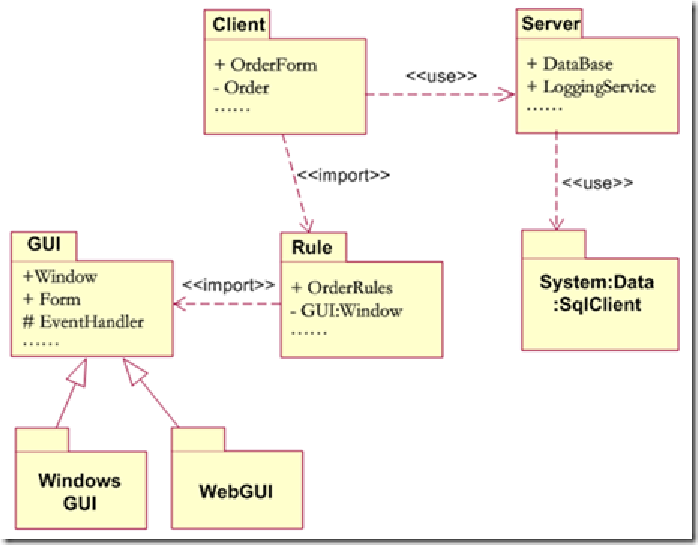 Client
+ OrderForm
- Order
......
<<use>>
Server
+ DataBase
+ LoggingService
......
<<import>>
<<use>>
GUI
+Window
+ Form
# EventHandler
......
<<import>>
Rule
+ OrderRules
- GUI:Window
......
System:Data
:SqlClient
Windows
GUI
WebGUI